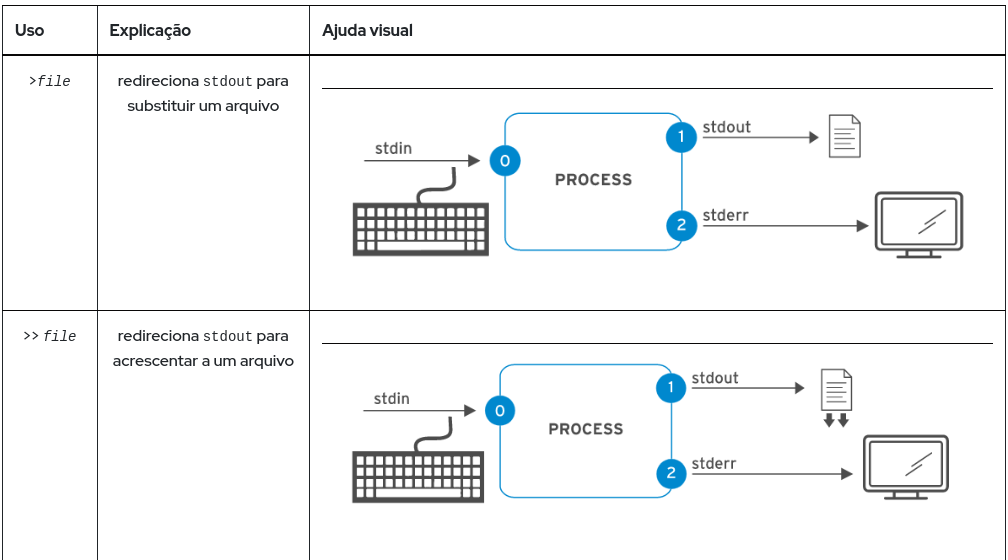 Uso Explicação Ajuda visual
>file redireciona stdout para
substituir um arquivo
stdin
0
PROCESS
1 stdout
2 stderr
>> file redireciona stdout para
acrescentar a um arquivo
stdin
0
PROCESS
1 stdout
2 stderr